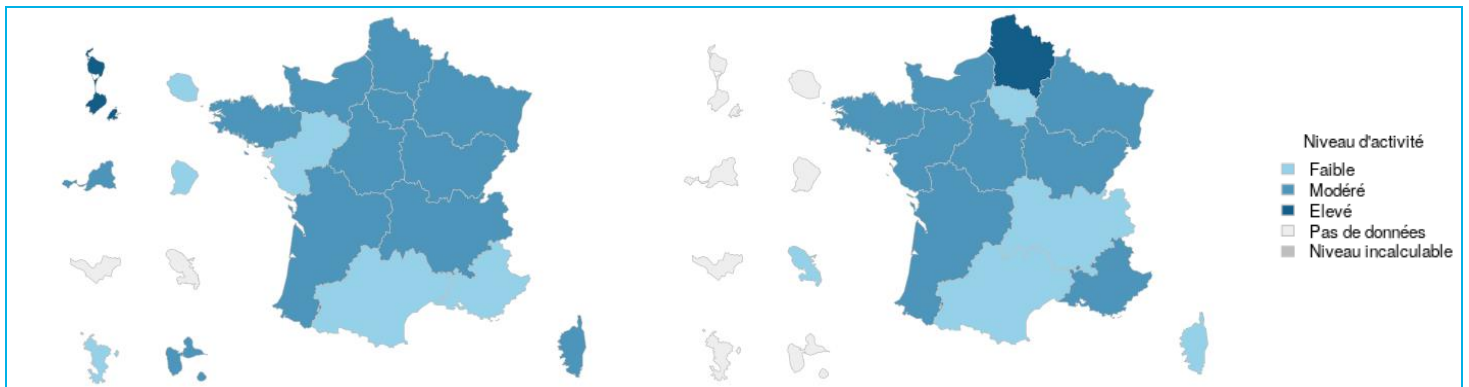 Niveau d'activité
Faible
Modéré
Elevé
Pas de données
Niveau incalculable